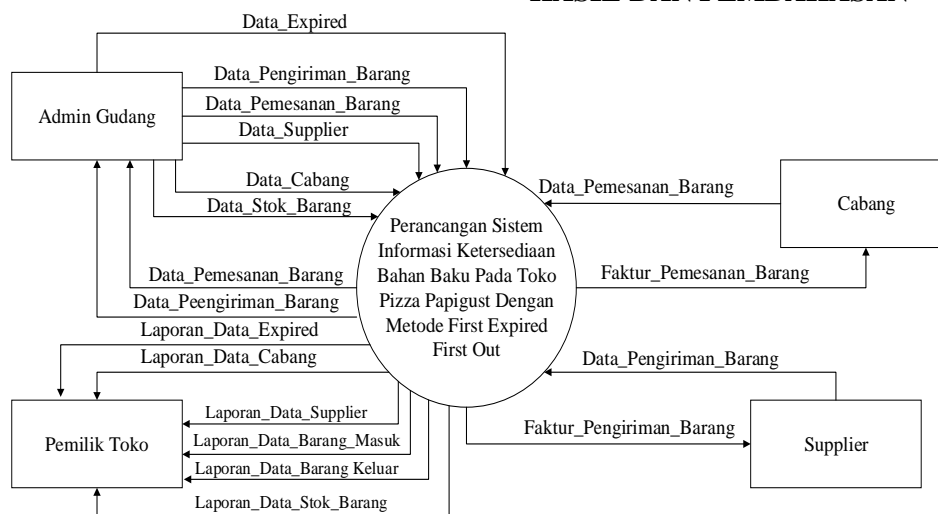 Data_Expired
Data_Pengiriman_Barang
Data_Pemesanan_Barang
Data_Supplier
Admin Gudang
Data_Cabang
Data_Stok_Barang
Data_Pemesanan_Barang
Cabang
Perancangan Sistem
Informasi Ketersediaan
Bahan Baku Pada Toko
Pizza Papigust Dengan
Metode First Expired
First Out
Data_Pemesanan_Barang
Faktur_Pemesanan_Barang
Data_Peengiriman_Barang
Laporan_Data_Expired
Laporan_Data_Cabang
Data_Pengiriman_Barang
Laporan_Data_Supplier
Pemilik Toko
Laporan_Data_Barang_Masuk
Laporan_Data_Barang Keluar
Laporan_Data_Stok_Barang
Faktur_Pengiriman_Barang
Supplier